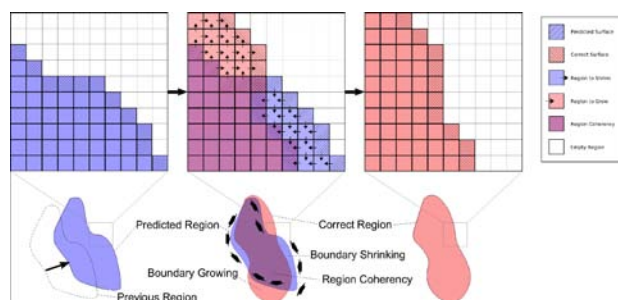 Predicted Surface
Correct Surface
Region to Shrink
Region to Grow
Region Coherency
Empty Region
Predicted Region
Correct Region
Boundary Shrinking
Boundary Growing
Region Coherency
Previous Region